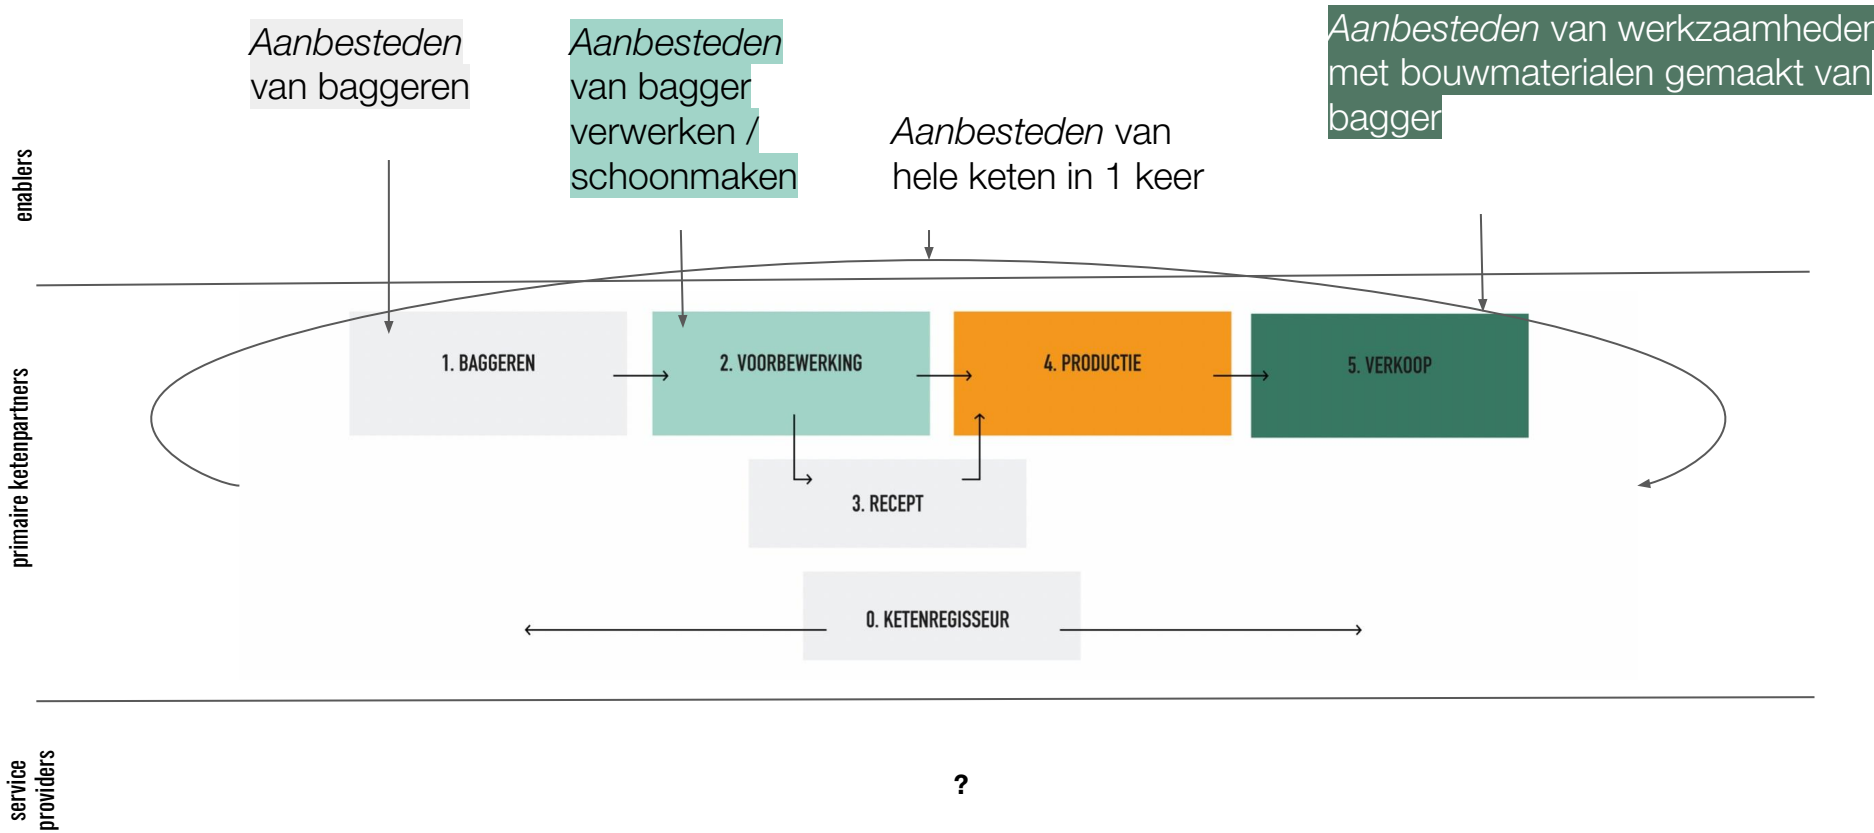 Aanbesteden
van baggeren
Aanbesteden
van bagger
verwerken /
schoonmaken
Aanbesteden van
hele keten in 1 keer
Aanbesteden van werkzaamheden
met bouwmaterialen gemaakt van
bagger
enablers
primaire ketenpartners
1. BAGGEREN
2. VOORBEWERKING
4. PRODUCTIE
5. VERKOOP
3. RECEPT
0. KETENREGISSEUR
service
providers
?